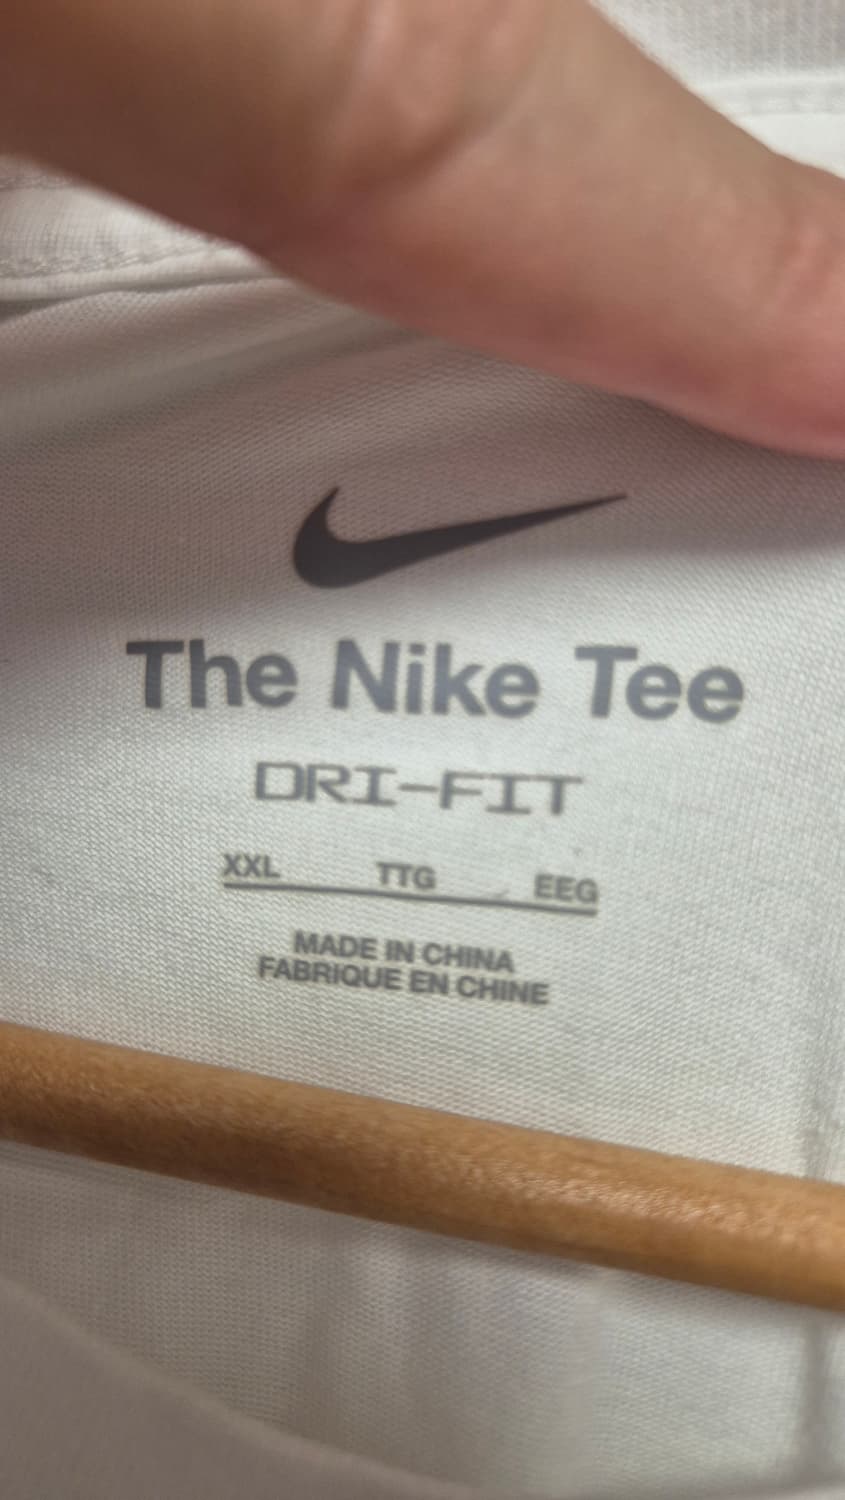 The Nike Tee
DRI-FIT
XXL TTG EEG
MADE IN CHINA
FABRIQUE EN CHINE